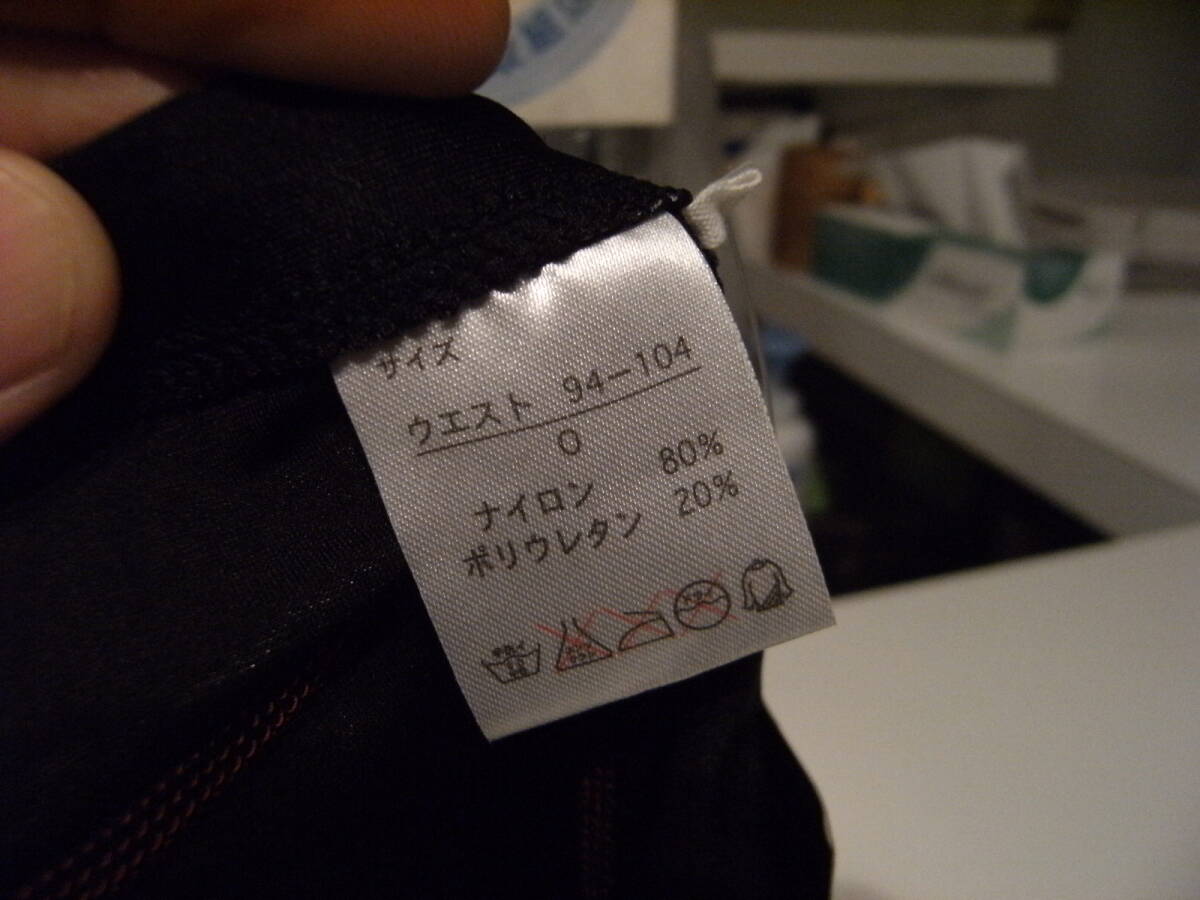 サイズ
ウエスト 94-104
O
ナイロン 80%
ポリウレタン 20%